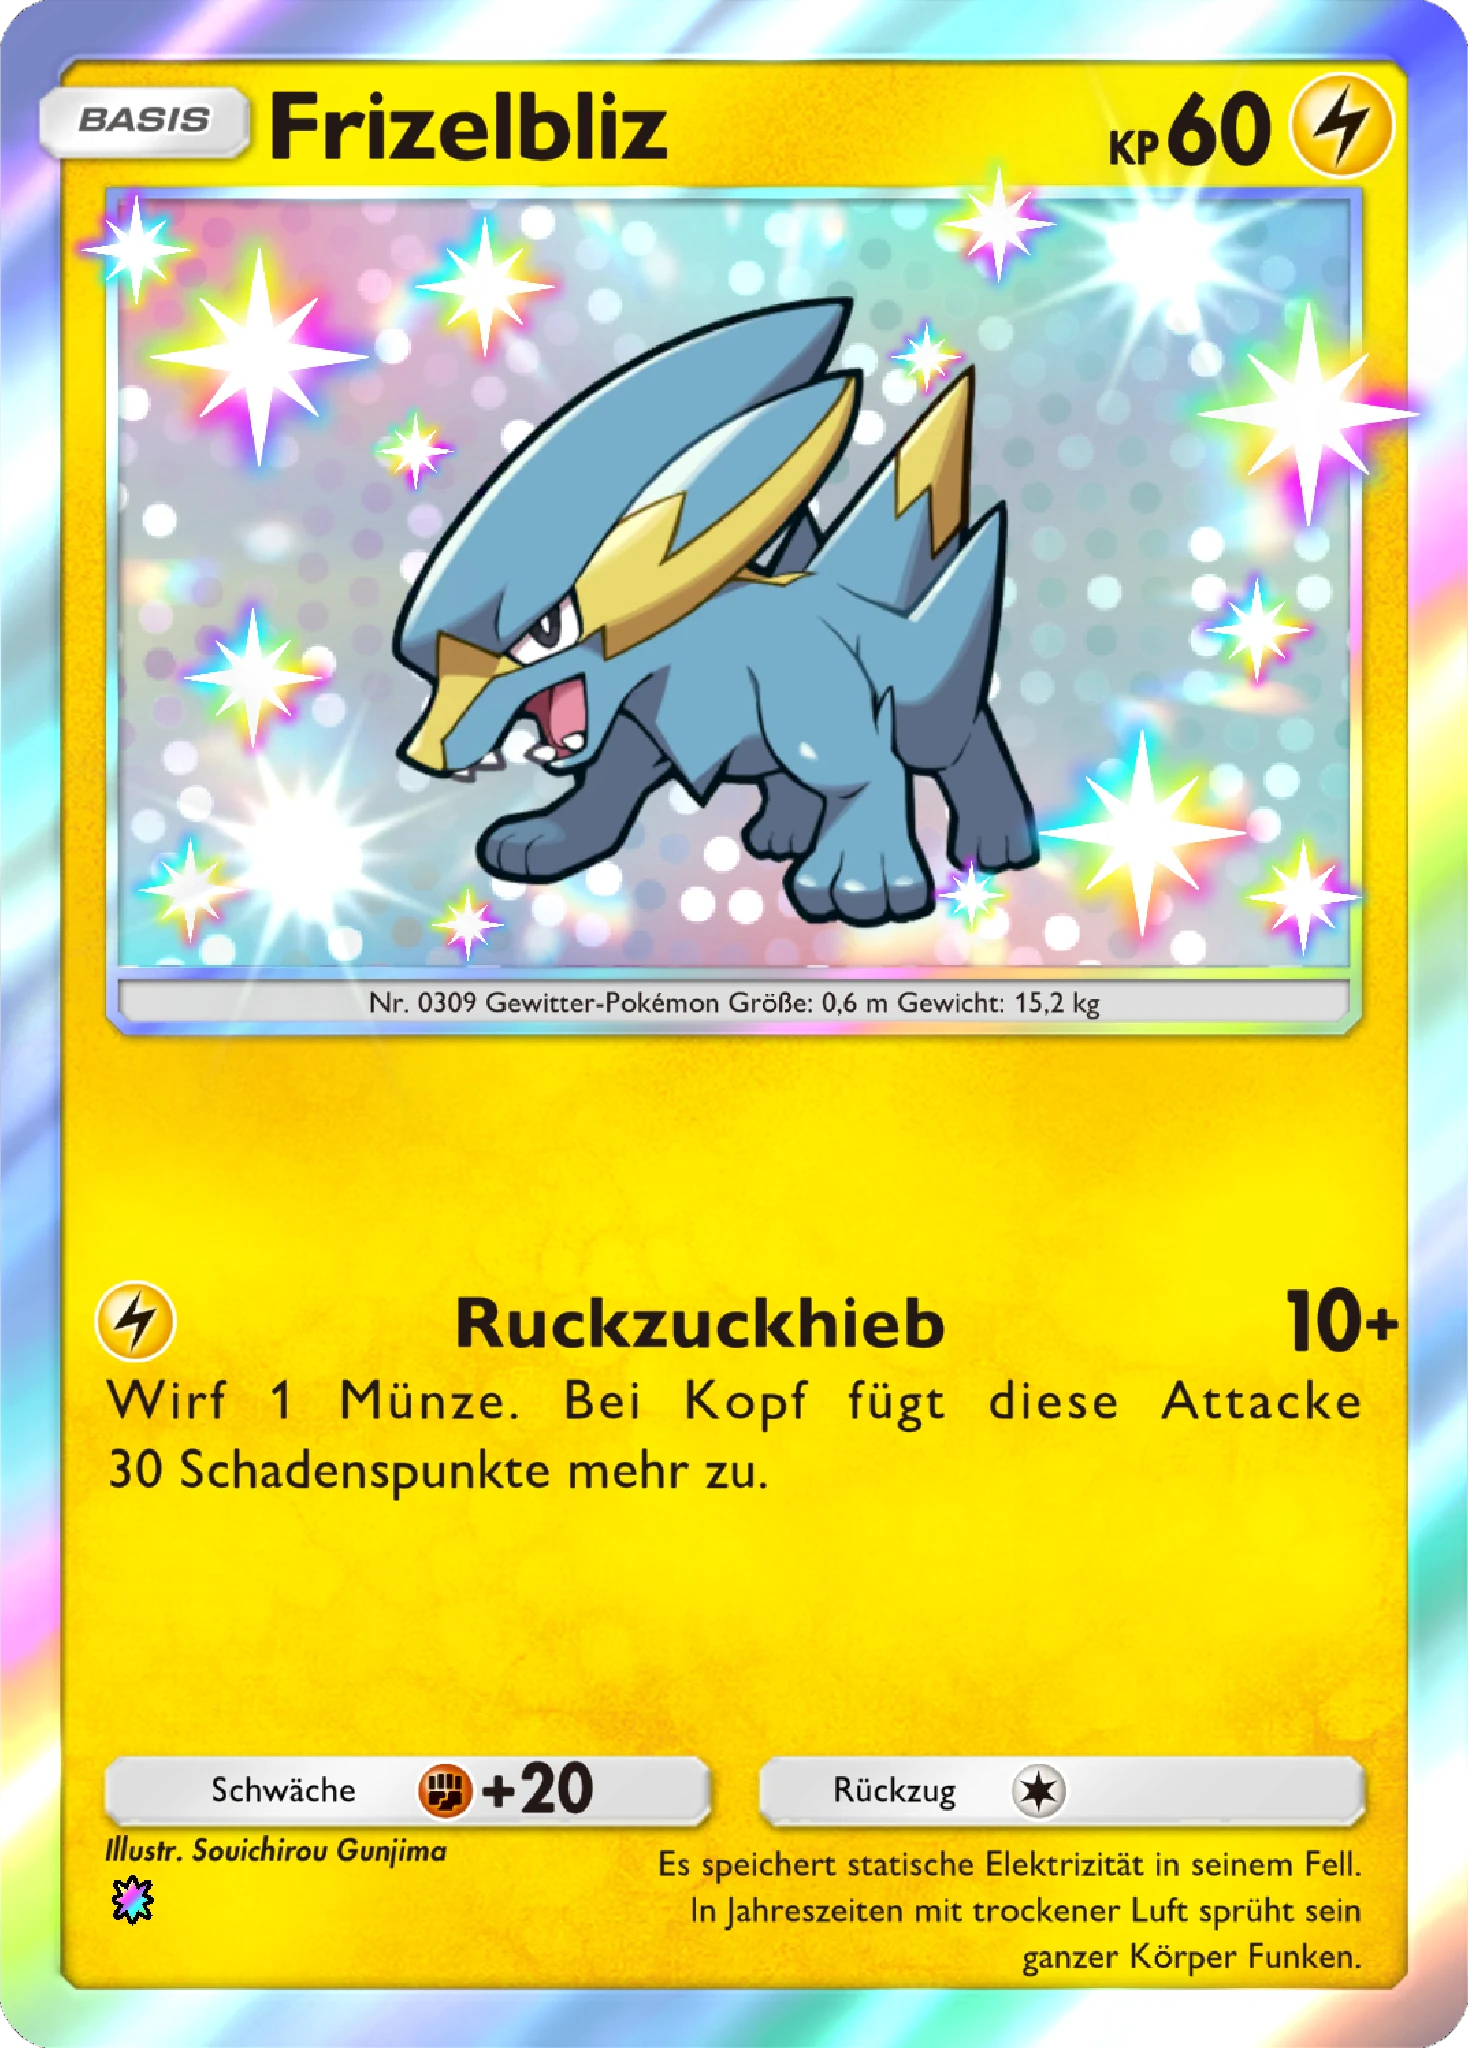 BASIS
Frizelbliz
KP 60
Nr. 0309 Gewitter-Pokémon Größe: 0,6 m Gewicht: 15,2 kg
Ruckzuckhieb 10+
Wirf 1 Münze. Bei Kopf fügt diese Attacke
30 Schadenspunkte mehr zu.
Schwäche +20
Rückzug
Illustr. Souichirou Gunjima
Es speichert statische Elektrizität in seinem Fell.
In Jahreszeiten mit trockener Luft sprüht sein
ganzer Körper Funken.